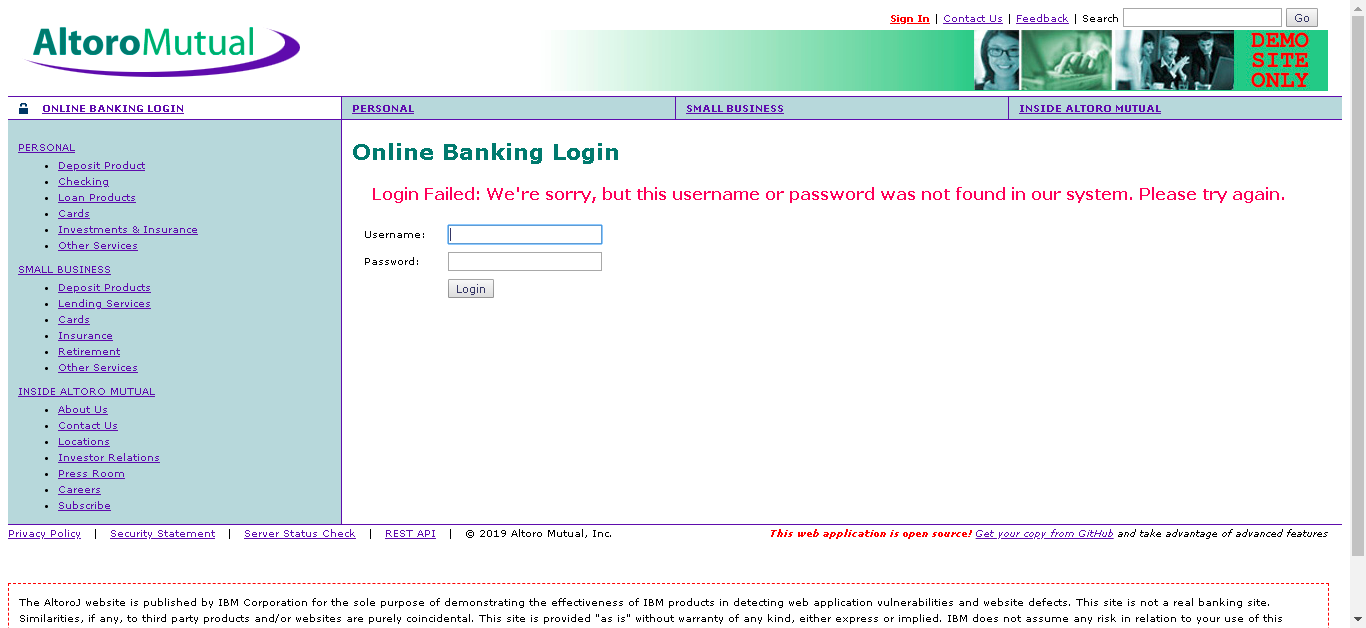 Sign In | Contact Us | Feedback | Search Go
AltoroMutual
DEMO
SITE
ONLY
ONLINE BANKING LOGIN
PERSONAL
SMALL BUSINESS
INSIDE ALTORO MUTUAL
PERSONAL
Deposit Product
Checking
Loan Products
Cards
Investments & Insurance
Other Services
SMALL BUSINESS
Deposit Products
Lending Services
Cards
Insurance
Retirement
Other Services
INSIDE ALTORO MUTUAL
About Us
Contact Us
Locations
Investor Relations
Press Room
Careers
Subscribe
Online Banking Login
Login Failed: We're sorry, but this username or password was not found in our system. Please try again.
Username:
Password:
Login
Privacy Policy | Security Statement | Server Status Check | REST API | © 2019 Altoro Mutual, Inc.
This web application is open source! Get your copy from GitHub and take advantage of advanced features
The AltoroJ website is published by IBM Corporation for the sole purpose of demonstrating the effectiveness of IBM products in detecting web application vulnerabilities and website defects. This site is not a real banking site.
Similarities, if any, to third party products and/or websites are purely coincidental. This site is provided "as is" without warranty of any kind, either express or implied. IBM does not assume any risk in relation to your use of this